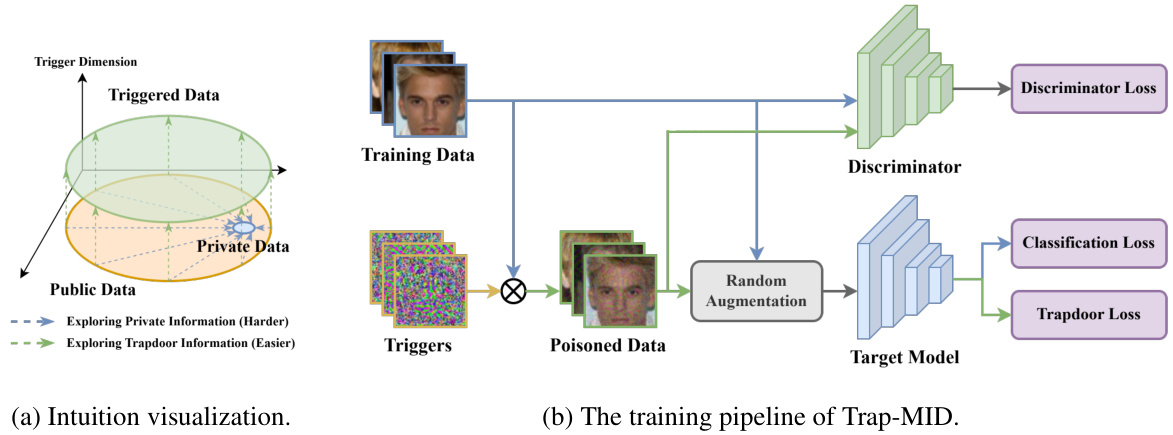 Trigger Dimension
Triggered Data
Private Data
Public Data
Exploring Private Information (Harder)
Exploring Trapdoor Information (Easier)
(a) Intuition visualization.
Training Data
Discriminator
Discriminator Loss
Triggers
Poisoned Data
Random
Augmentation
Target Model
Classification Loss
Trapdoor Loss
(b) The training pipeline of Trap-MID.